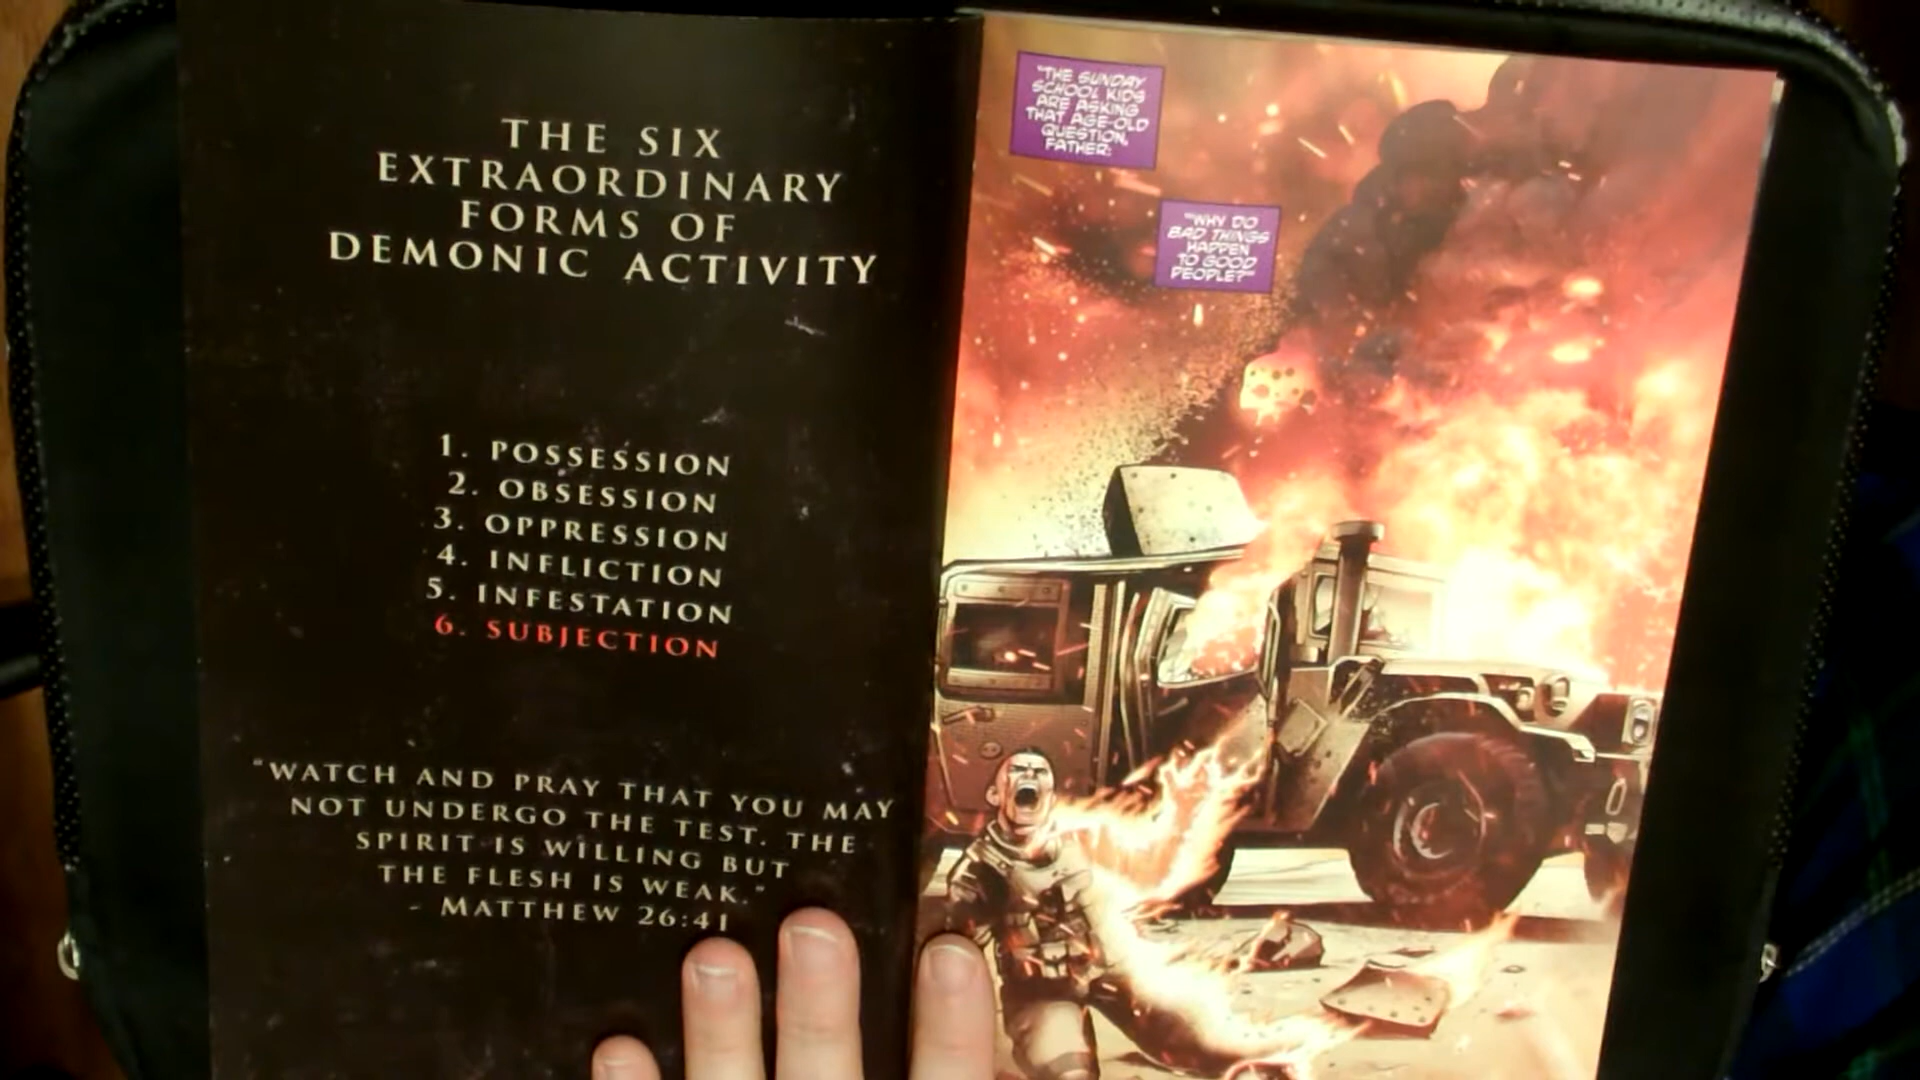 THE SIX
EXTRAORDINARY
FORMS OF
DEMONIC ACTIVITY
1. POSSESSION
2. OBSESSION
3. OPPRESSION
4. INFLICTION
5. INFESTATION
6. SUBJECTION
"WATCH AND PRAY THAT YOU MAY
NOT UNDERGO THE TEST. THE
SPIRIT IS WILLING BUT
THE FLESH IS WEAK."
- MATTHEW 26:41
"THE SUNDAY
SCHOOL KIDS
ARE ASKING
THAT AGE-OLD
QUESTION,
FATHER:
"WHY DO
BAD THINGS
HAPPEN
TO GOOD
PEOPLE?"